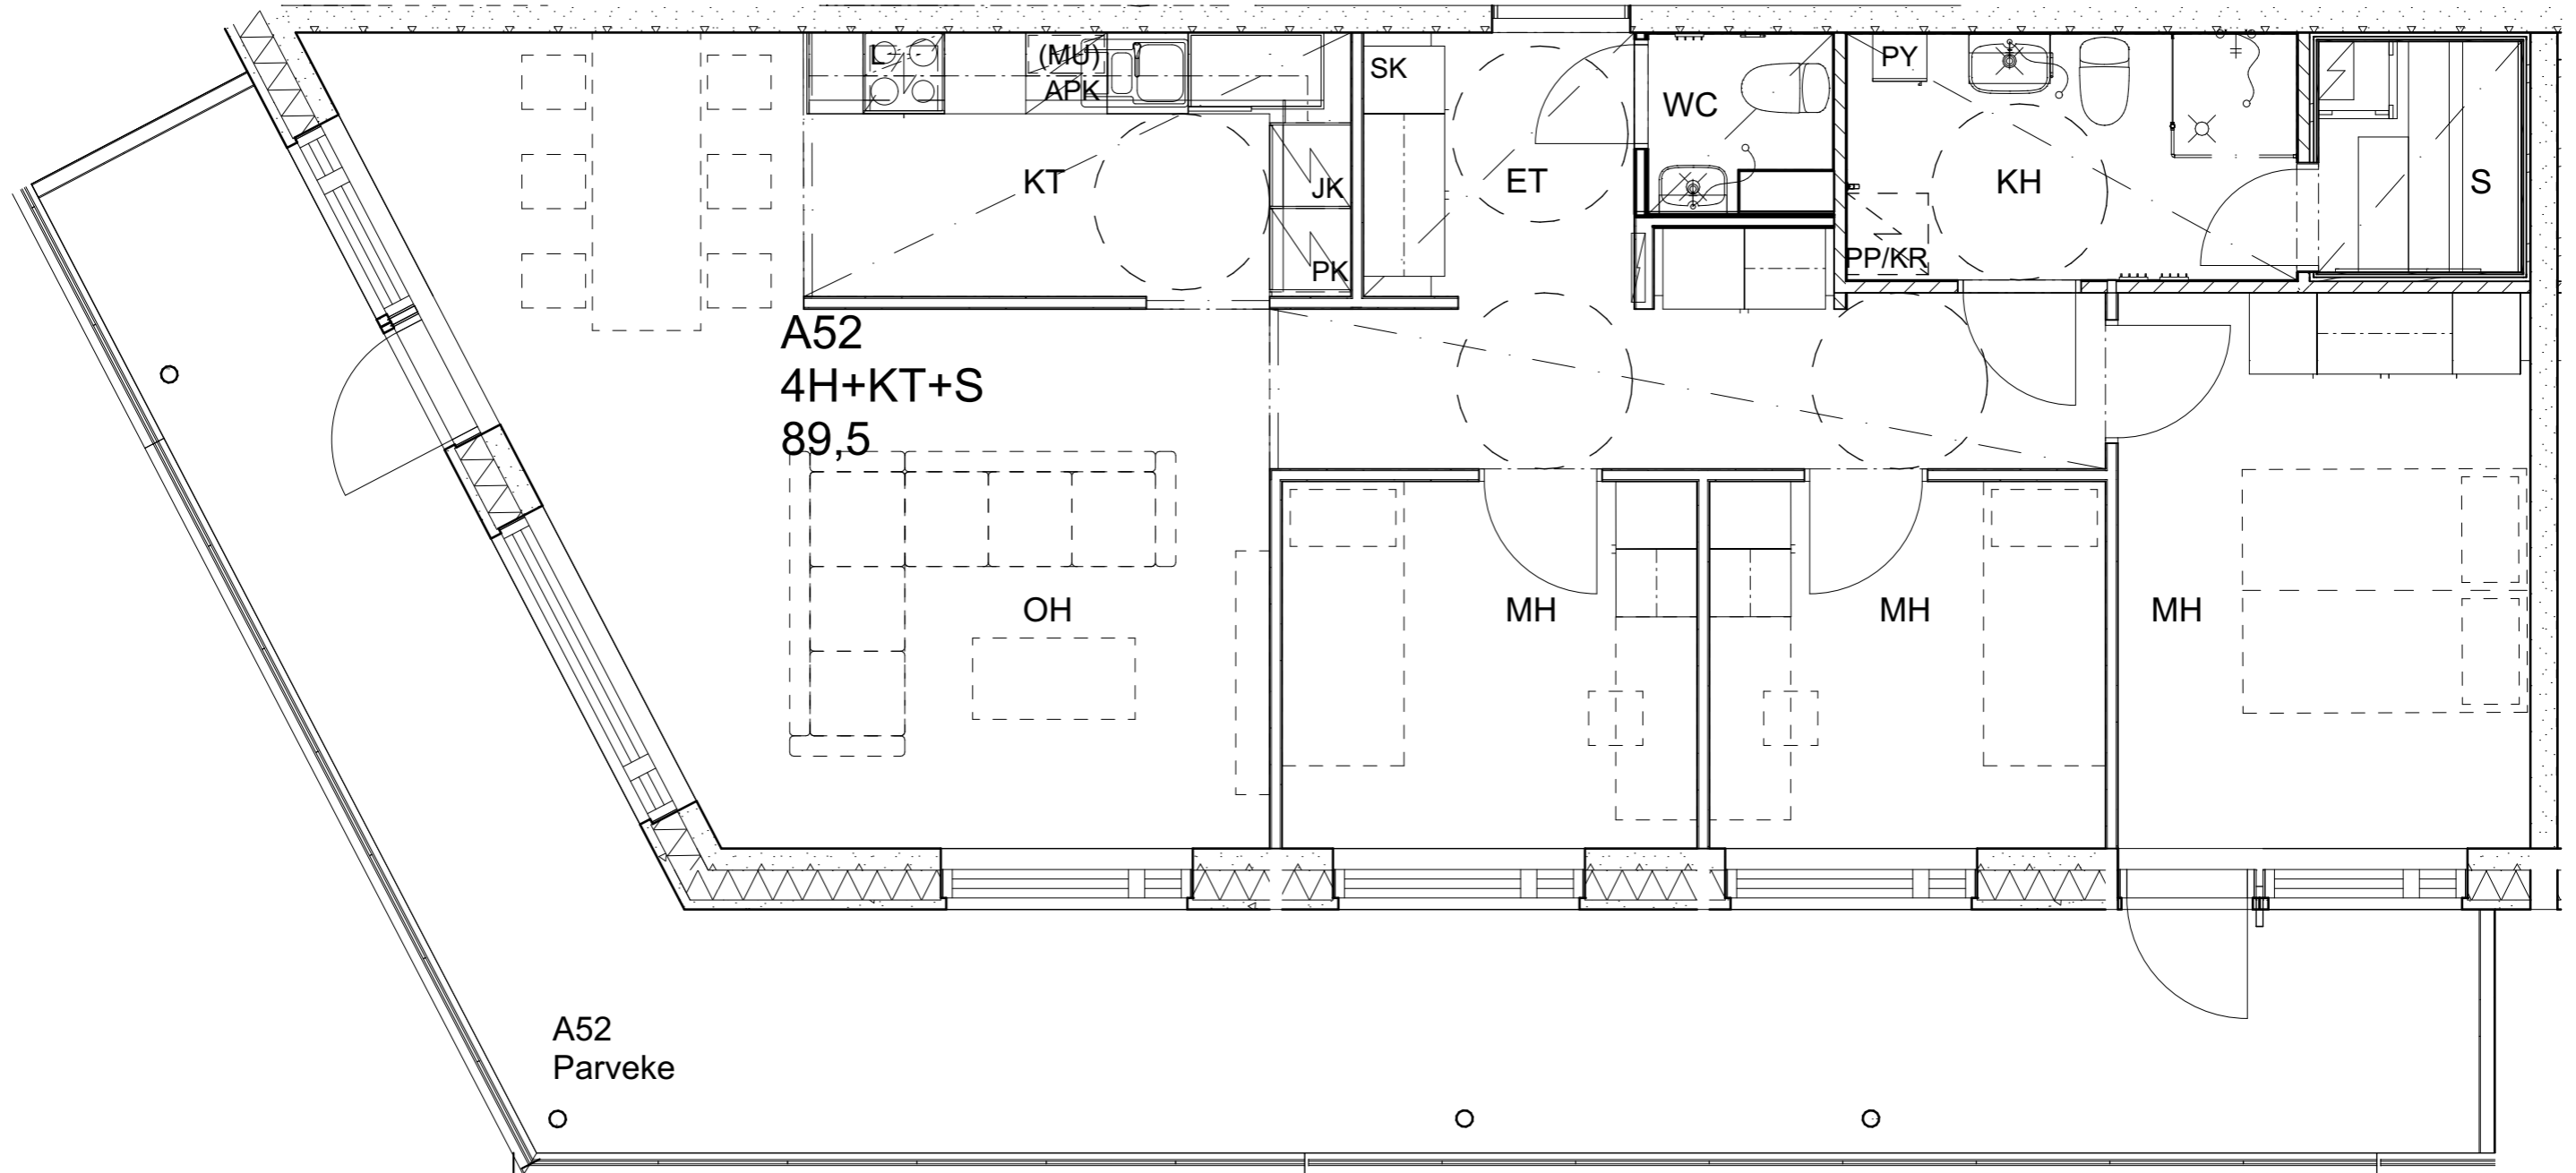 L
(MU)
APK
SK
WC
PY
KT
JK
ET
KH
S
PK
PP/KR
A52
4H+KT+S
89,5
OH
MH
MH
MH
A52
Parveke